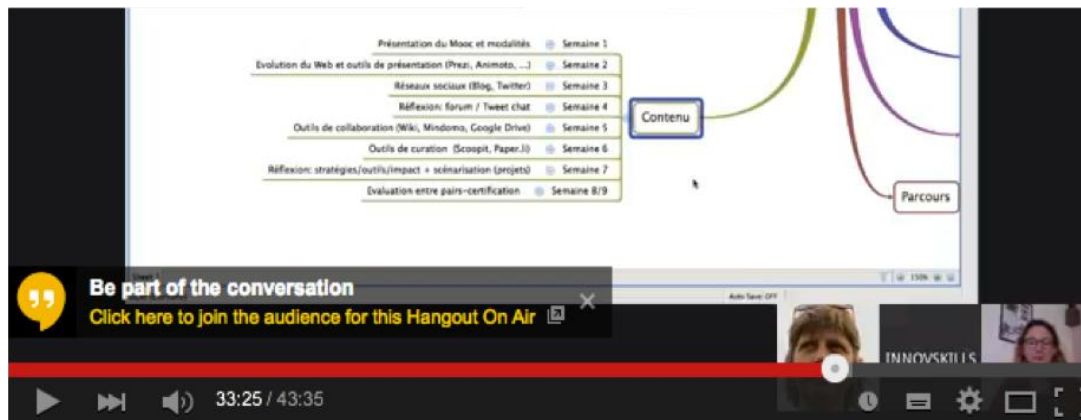 Présentation du Mooc et modalités Semaine 1
Evolution du Web et outils de présentation (Prezi, Animoto, ...) Semaine 2
Réseaux sociaux (Blog, Twitter) Semaine 3
Réflexion: forum / Tweet chat Semaine 4
Outils de collaboration (Wiki, Mindomo, Google Drive) Semaine 5
Outils de curation (Scoopit, Paper.li) Semaine 6
Réflexion: stratégies/outils/impact + scénarisation (projets) Semaine 7
Evaluation entre pairs-certification Semaine 8/9
Contenu
Parcours
Sheet 1
150%
Be part of the conversation
Click here to join the audience for this Hangout On Air
Auto Save: OFF
INNOVSKILLS
33:25 / 43:35